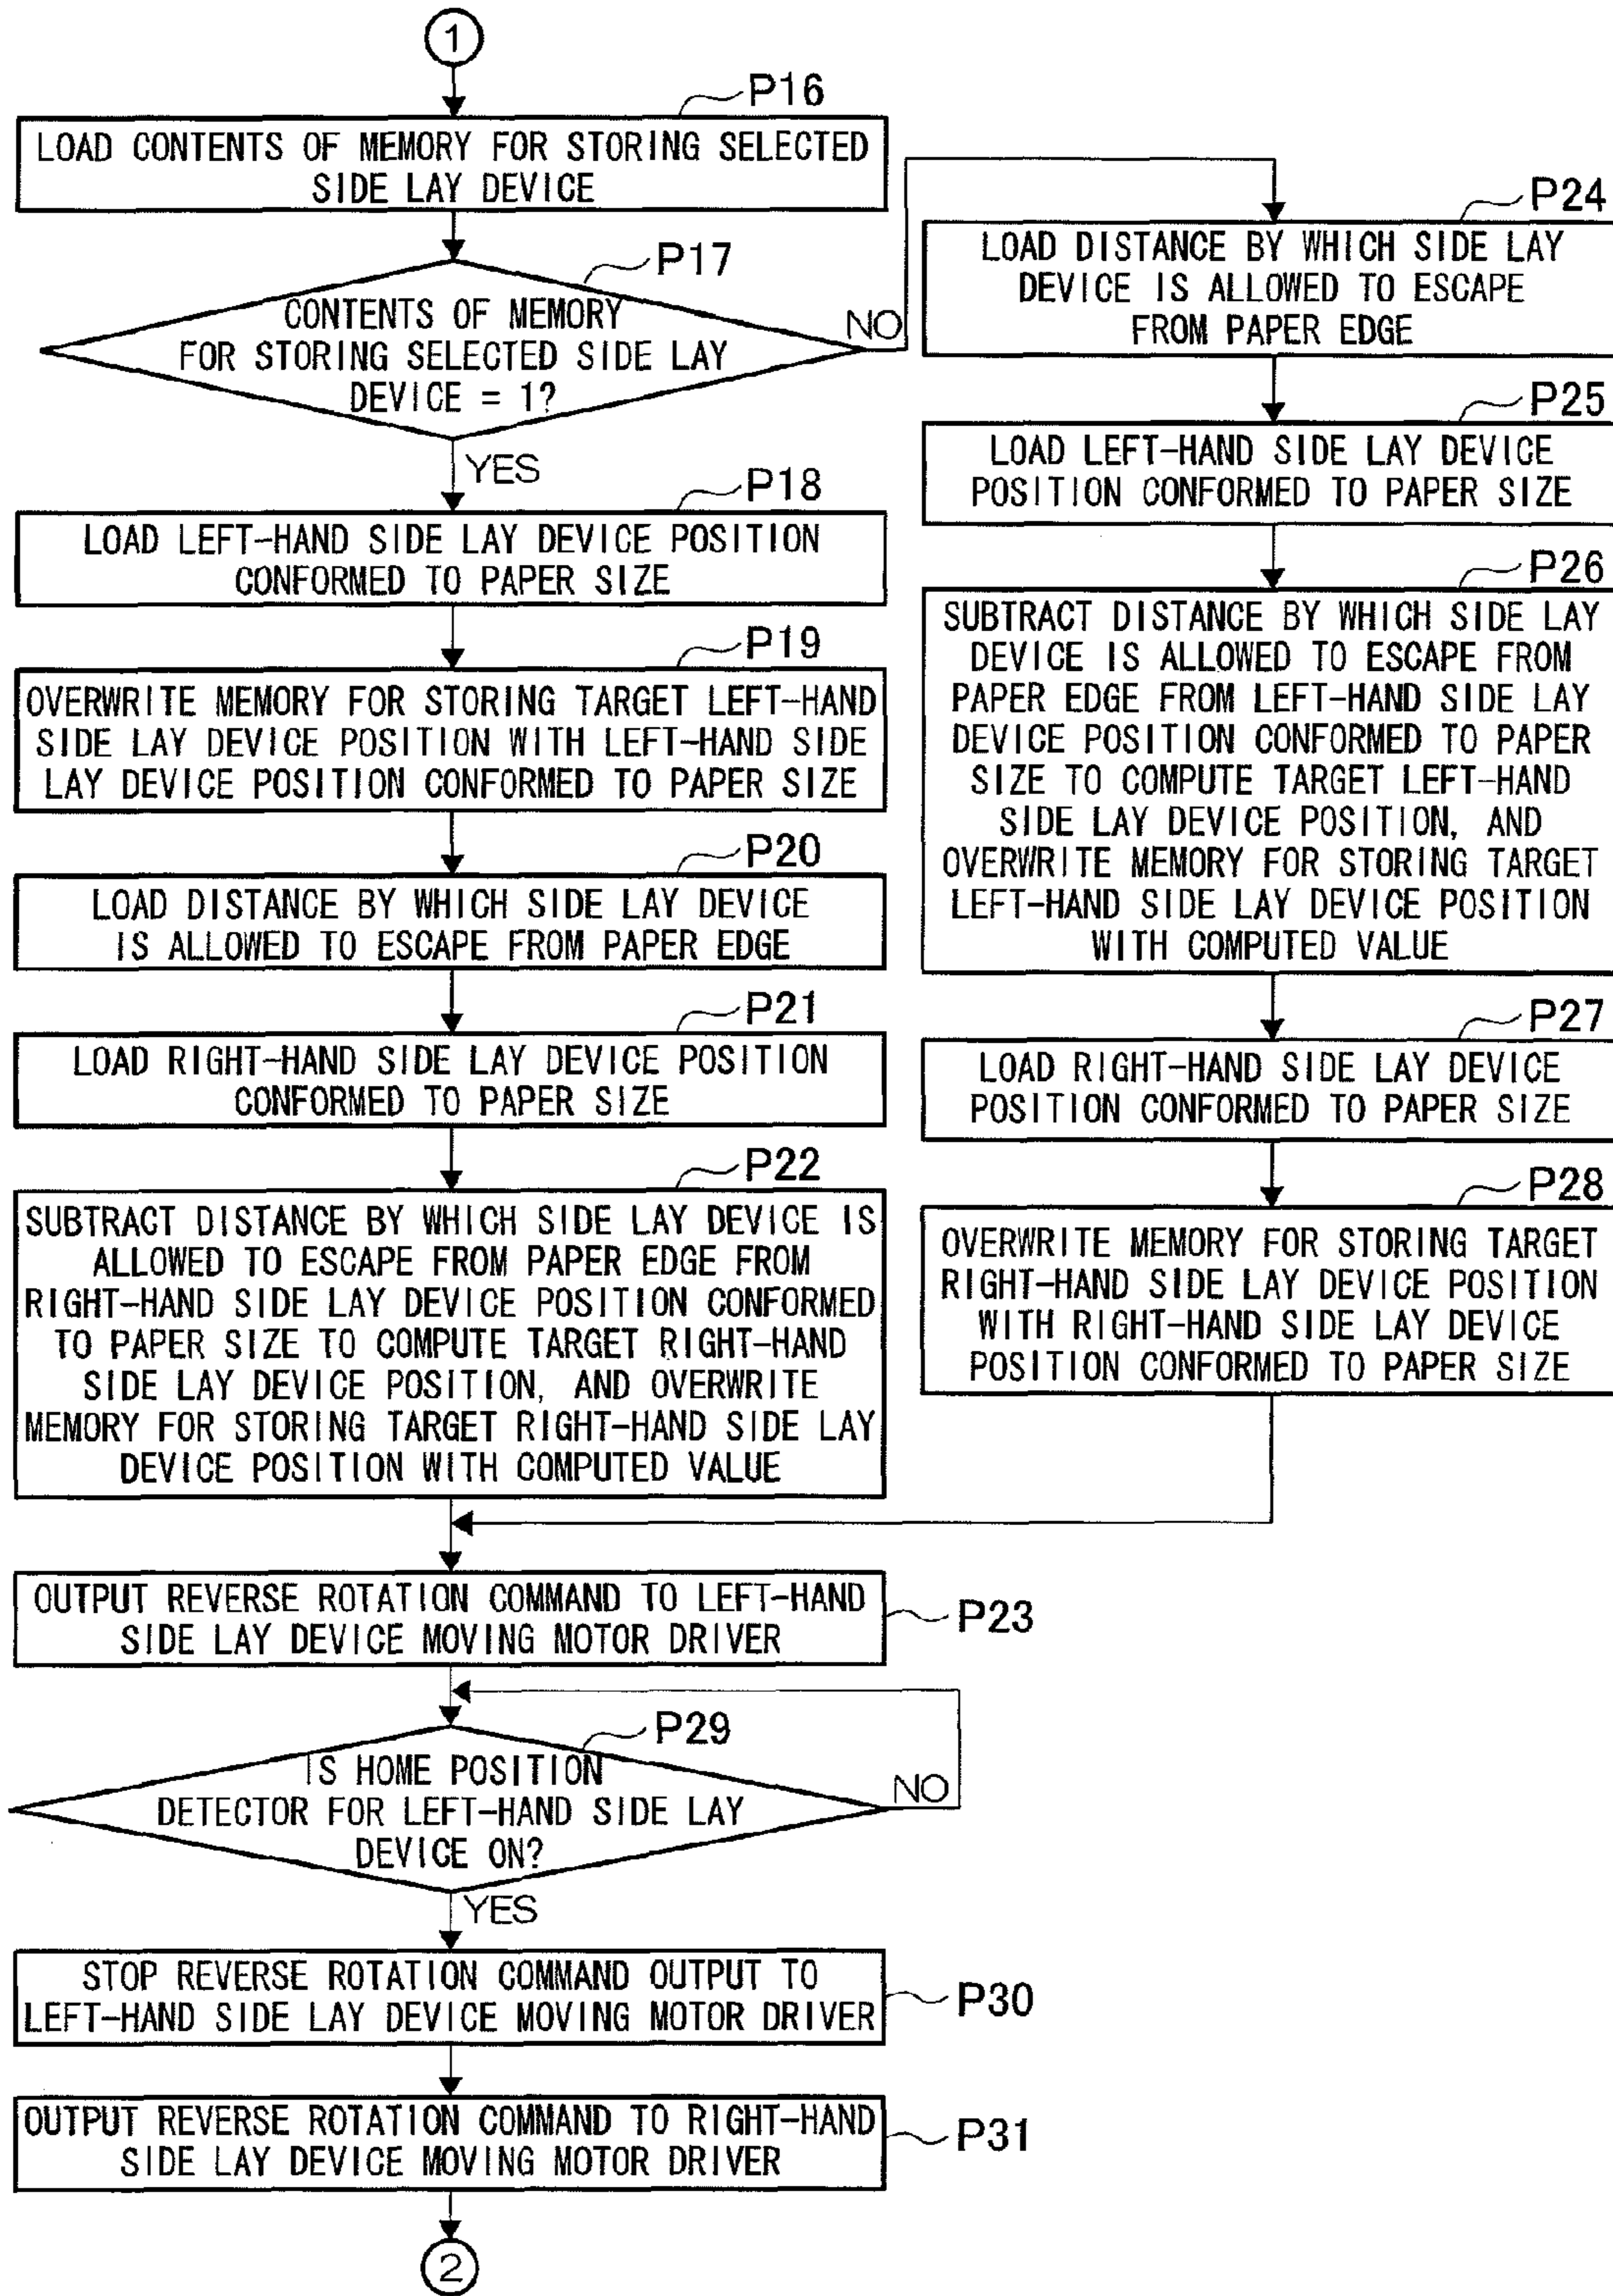 1
P16
LOAD CONTENTS OF MEMORY FOR STORING SELECTED
SIDE LAY DEVICE
P17
CONTENTS OF MEMORY
FOR STORING SELECTED SIDE LAY
DEVICE = 1?
NO
YES
P18
LOAD LEFT-HAND SIDE LAY DEVICE POSITION
CONFORMED TO PAPER SIZE
P19
OVERWRITE MEMORY FOR STORING TARGET LEFT-HAND
SIDE LAY DEVICE POSITION WITH LEFT-HAND SIDE
LAY DEVICE POSITION CONFORMED TO PAPER SIZE
P20
LOAD DISTANCE BY WHICH SIDE LAY DEVICE
IS ALLOWED TO ESCAPE FROM PAPER EDGE
P21
LOAD RIGHT-HAND SIDE LAY DEVICE POSITION
CONFORMED TO PAPER SIZE
P22
SUBTRACT DISTANCE BY WHICH SIDE LAY DEVICE IS
ALLOWED TO ESCAPE FROM PAPER EDGE FROM
RIGHT-HAND SIDE LAY DEVICE POSITION CONFORMED
TO PAPER SIZE TO COMPUTE TARGET RIGHT-HAND
SIDE LAY DEVICE POSITION, AND OVERWRITE
MEMORY FOR STORING TARGET RIGHT-HAND SIDE LAY
DEVICE POSITION WITH COMPUTED VALUE
P24
LOAD DISTANCE BY WHICH SIDE LAY
DEVICE IS ALLOWED TO ESCAPE
FROM PAPER EDGE
P25
LOAD LEFT-HAND SIDE LAY DEVICE
POSITION CONFORMED TO PAPER SIZE
P26
SUBTRACT DISTANCE BY WHICH SIDE LAY
DEVICE IS ALLOWED TO ESCAPE FROM
PAPER EDGE FROM LEFT-HAND SIDE LAY
DEVICE POSITION CONFORMED TO PAPER
SIZE TO COMPUTE TARGET LEFT-HAND
SIDE LAY DEVICE POSITION, AND
OVERWRITE MEMORY FOR STORING TARGET
LEFT-HAND SIDE LAY DEVICE POSITION
WITH COMPUTED VALUE
P27
LOAD RIGHT-HAND SIDE LAY DEVICE
POSITION CONFORMED TO PAPER SIZE
P28
OVERWRITE MEMORY FOR STORING TARGET
RIGHT-HAND SIDE LAY DEVICE POSITION
WITH RIGHT-HAND SIDE LAY DEVICE
POSITION CONFORMED TO PAPER SIZE
OUTPUT REVERSE ROTATION COMMAND TO LEFT-HAND
SIDE LAY DEVICE MOVING MOTOR DRIVER
P23
P29
IS HOME POSITION
DETECTOR FOR LEFT-HAND SIDE LAY
DEVICE ON?
NO
YES
STOP REVERSE ROTATION COMMAND OUTPUT TO
LEFT-HAND SIDE LAY DEVICE MOVING MOTOR DRIVER
P30
OUTPUT REVERSE ROTATION COMMAND TO RIGHT-HAND
SIDE LAY DEVICE MOVING MOTOR DRIVER
P31
2